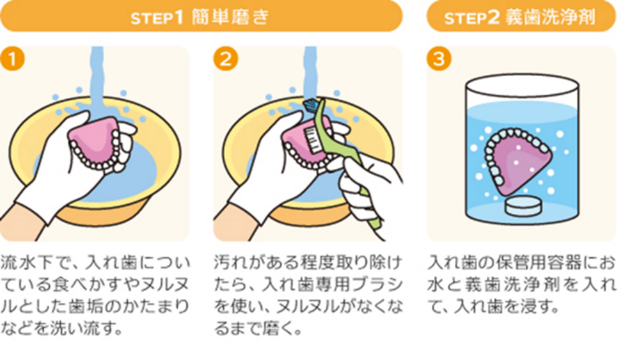 STEP1 簡単磨き
STEP2 義歯洗浄剤
1
流水下で、入れ歯につい
ている食べかすやヌルヌ
ルとした歯垢のかたまり
などを洗い流す。
2
汚れがある程度取り除け
たら、入れ歯専用ブラシ
を使い、ヌルヌルがなくな
るまで磨く。
3
入れ歯の保管用容器にお
水と義歯洗浄剤を入れ
て、入れ歯を浸す。